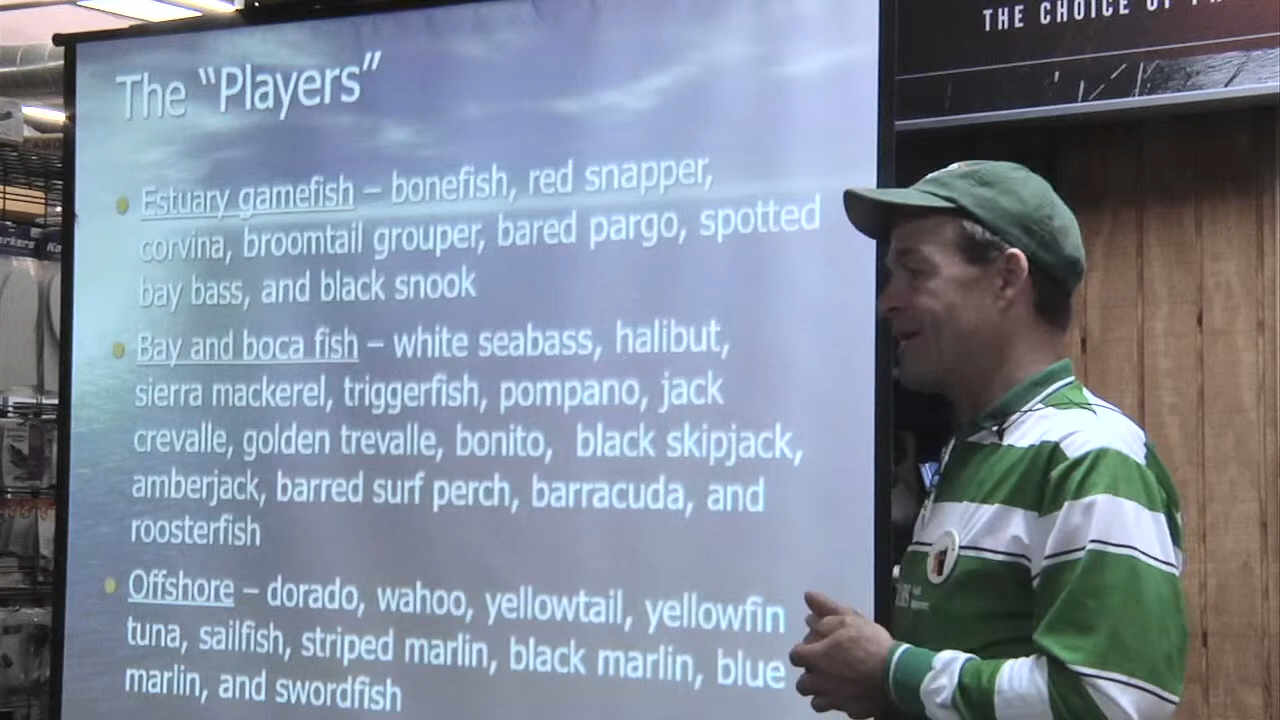 THE CHOICE OF
The “Players”
Estuary gamefish – bonefish, red snapper,
corvina, broomtail grouper, bared pargo, spotted
bay bass, and black snook
Bay and boca fish – white seabass, halibut,
sierra mackerel, triggerfish, pompano, jack
crevalle, golden trevalle, bonito, black skipjack,
amberjack, barred surf perch, barracuda, and
roosterfish
Offshore – dorado, wahoo, yellowtail, yellowfin
tuna, sailfish, striped marlin, black marlin, blue
marlin, and swordfish